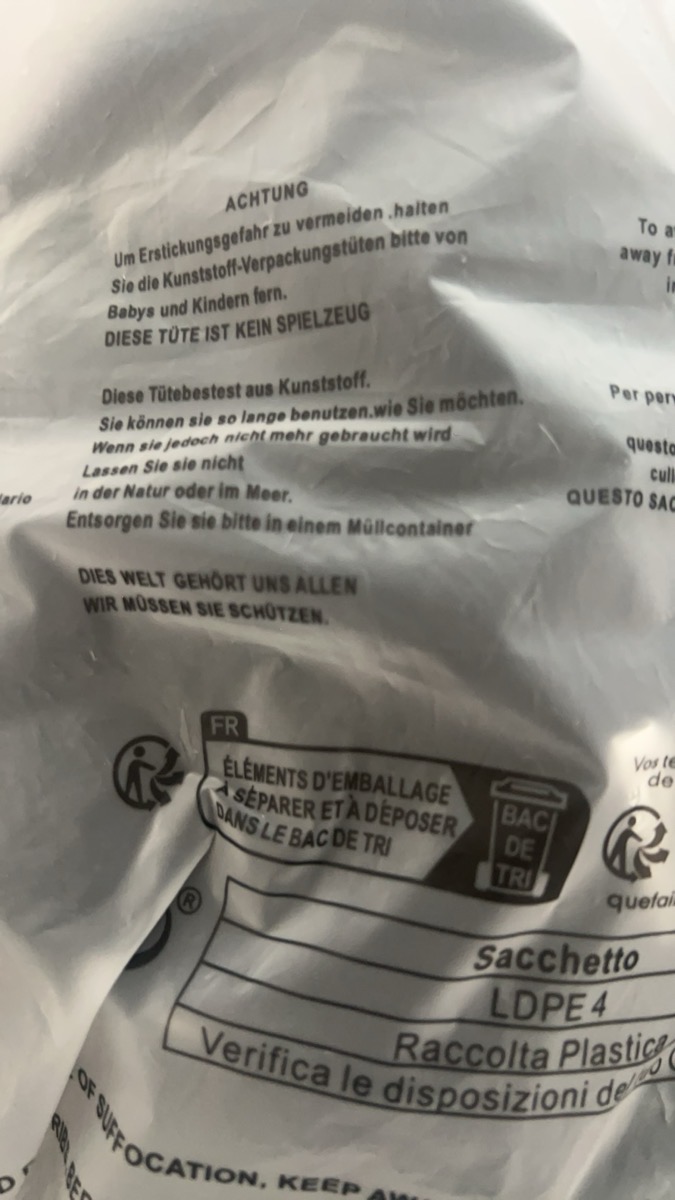 ACHTUNG
Um Erstickungsgefahr zu vermeiden .halten
Sie die Kunststoff-Verpackungstüten bitte von
Babys und Kindern fern.
DIESE TÜTE IST KEIN SPIELZEUG
Diese Tütebestest aus Kunststoff.
Sie können sie so lange benutzen.wie Sie möchten.
Wenn sie jedoch nicht mehr gebraucht wird
Lassen Sie sie nicht
in der Natur oder im Meer.
Entsorgen Sie sie bitte in einem Müllcontainer
DIES WELT GEHÖRT UNS ALLEN
WIR MÜSSEN SIE SCHÜTZEN.
To
away
Per
questo
QUESTO
FR
ÉLÉMENTS D'EMBALLAGE
À SÉPARER ET À DÉPOSER
DANS LE BAC DE TRI
BAC
DE
TRI
Vos
de
®
Sacchetto
LDPE 4
Raccolta Plastica
Verifica le disposizioni
OF SUFFOCATION, KEEP